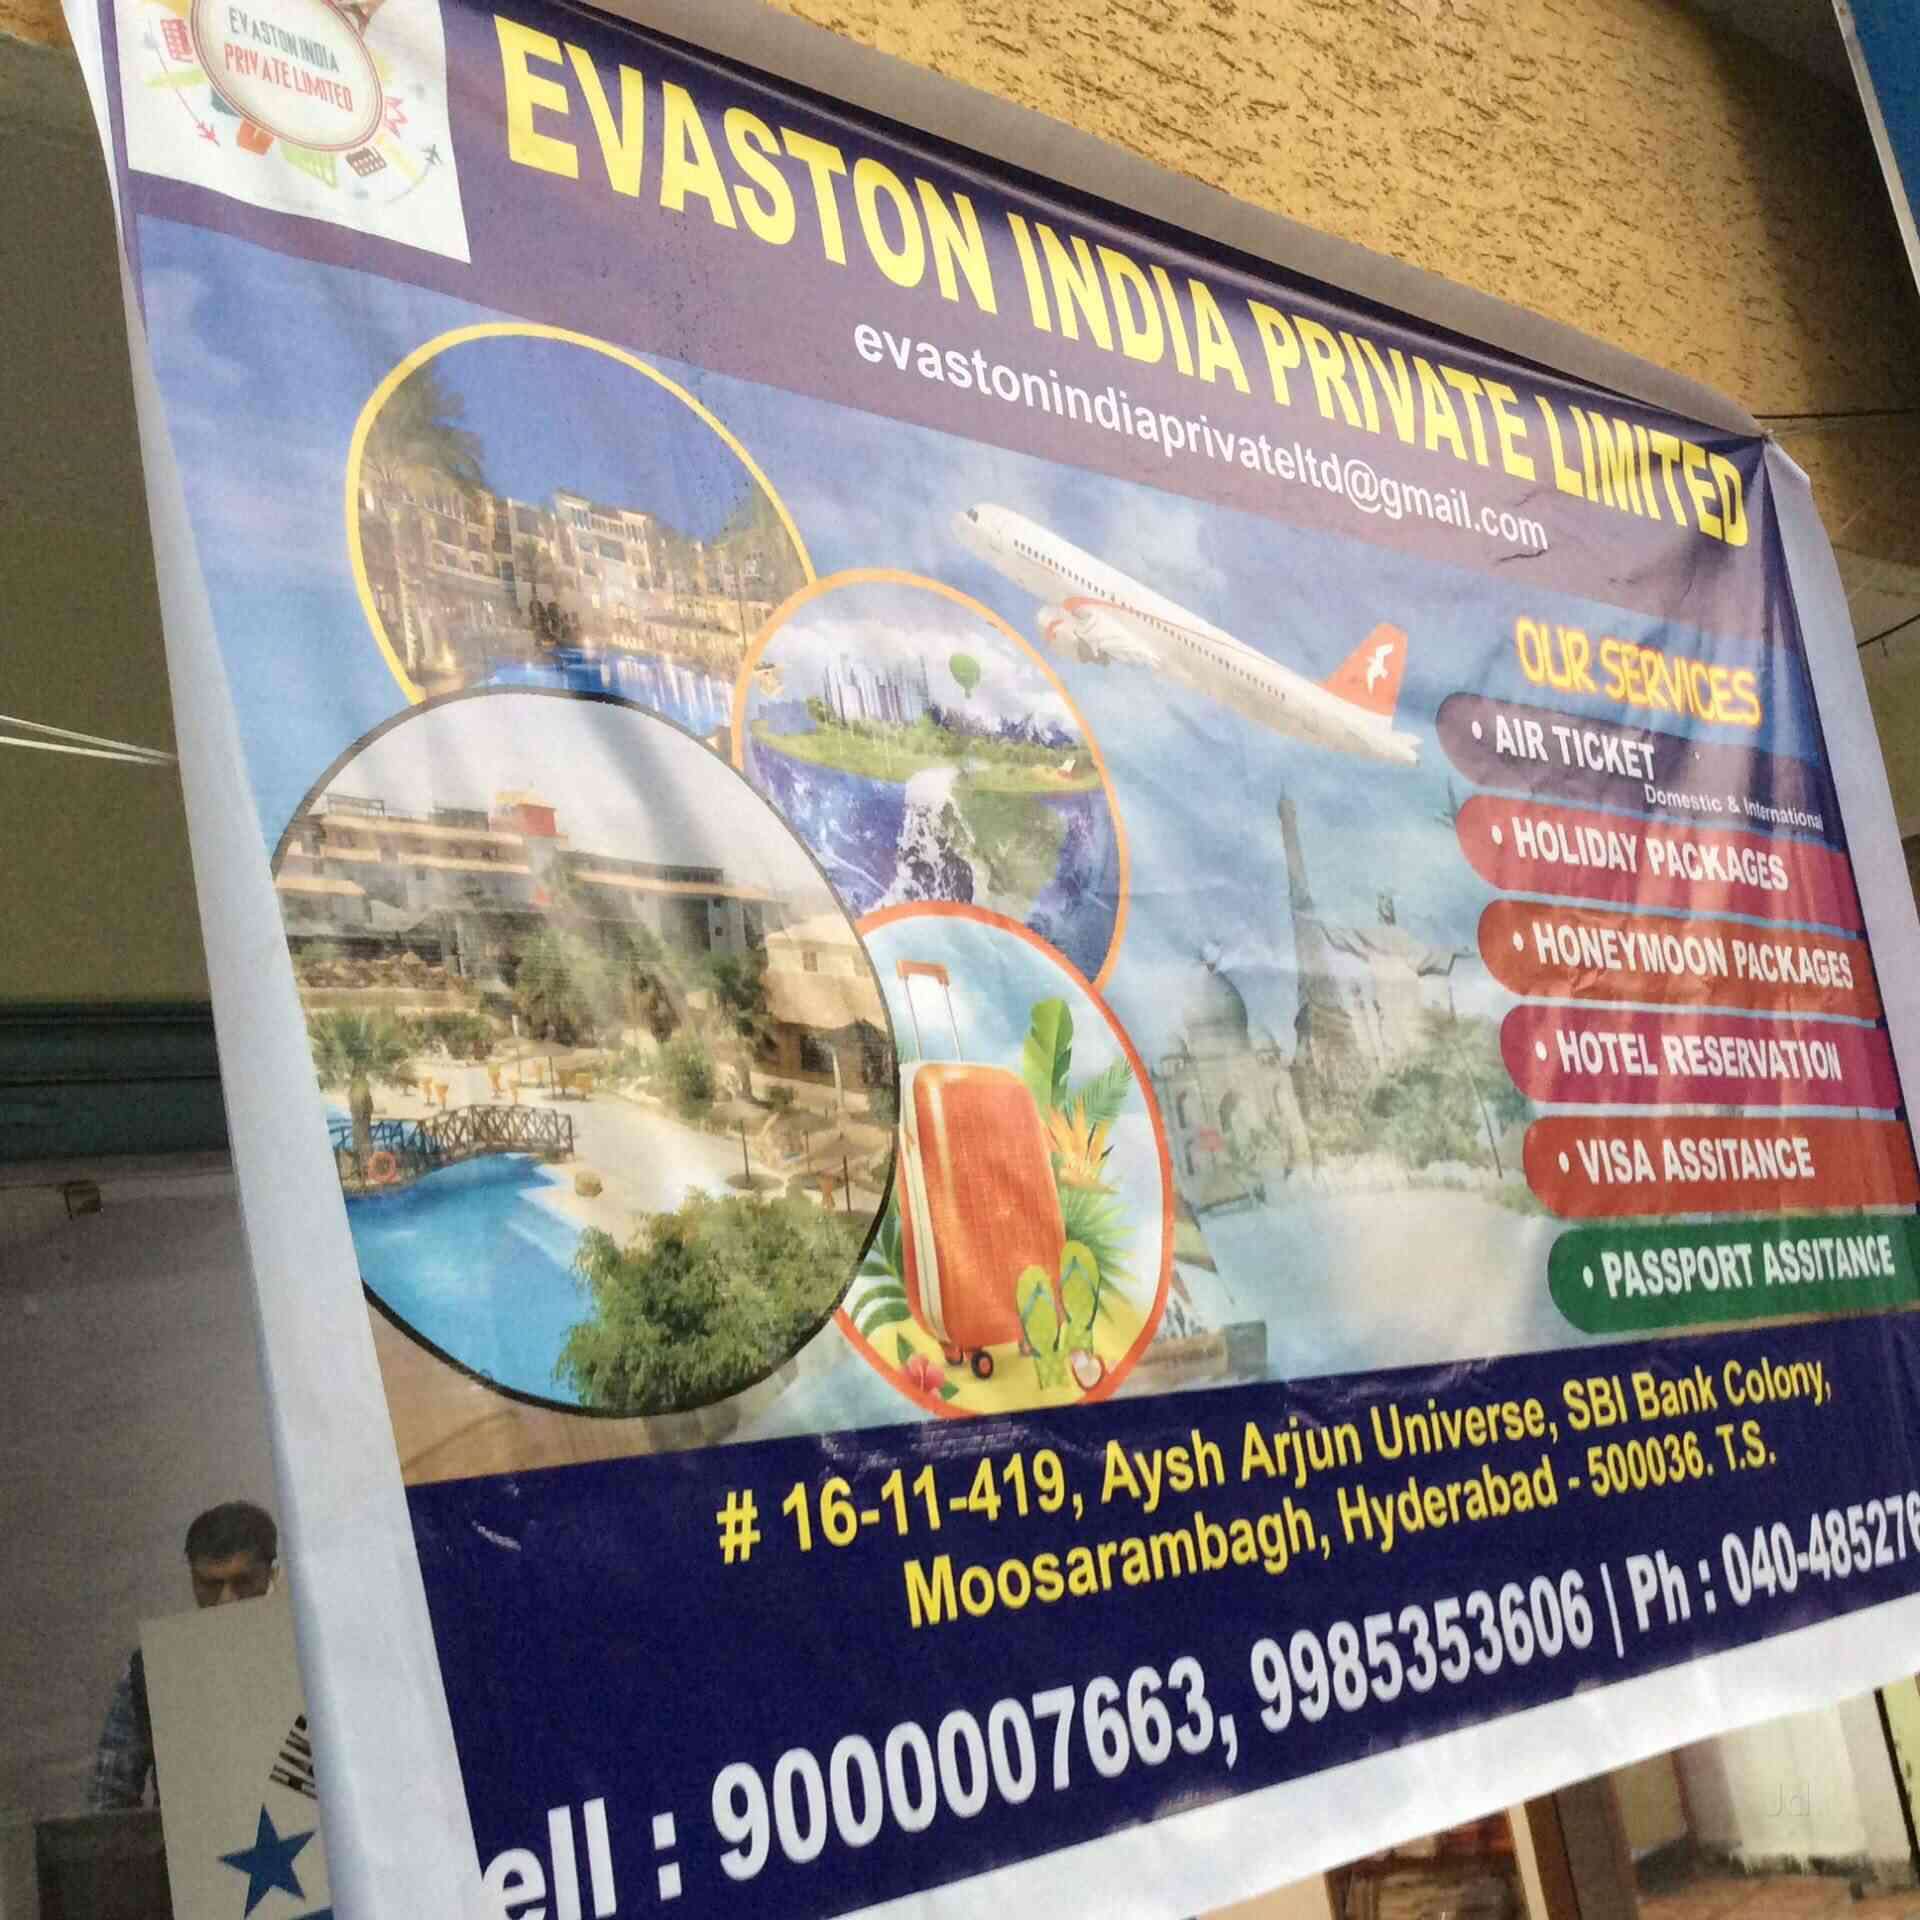 EVASTON INDIA
PRIVATE LIMITED
EVASTON INDIA PRIVATE LIMITED
evastonindiaprivateltd@gmail.com
OUR SERVICES
• AIR TICKET
Domestic & International
• HOLIDAY PACKAGES
• HONEYMOON PACKAGES
• HOTEL RESERVATION
• VISA ASSITANCE
• PASSPORT ASSITANCE
# 16-11-419, Aysh Arjun Universe, SBI Bank Colony,
Moosarambagh, Hyderabad - 500036. T.S.
ell : 9000007663, 9985353606 | Ph : 040-485276
Jd